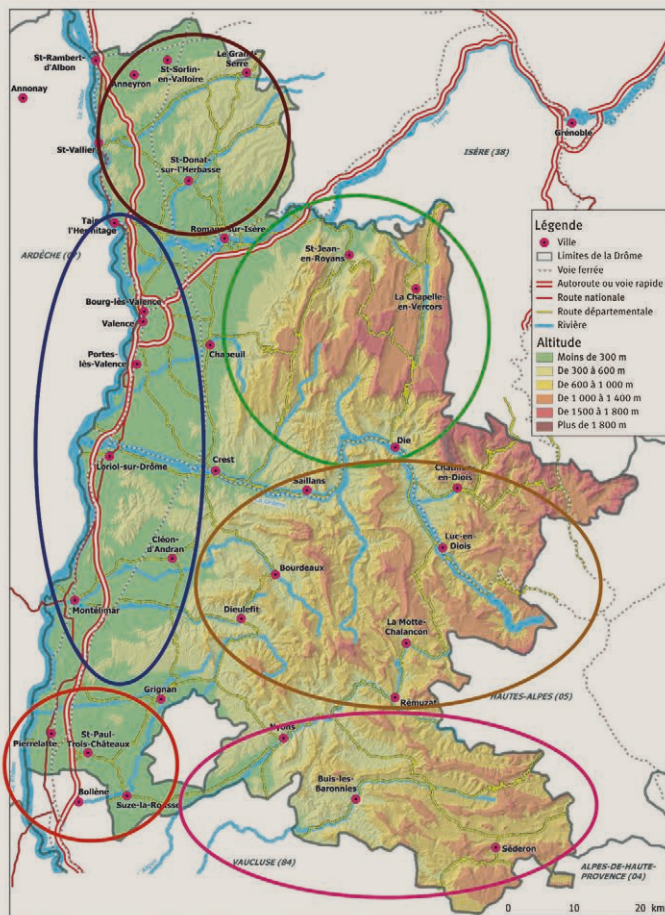 St-Rambert-
d'Albon
Annonay
Anneyron
St-Sorlin-
en-Valloire
Le Grand-
Serre
Grenoble
St-Vallier
ISÈRE (38)
St-Donat-
sur-l'Herbasse
Tain-
l'Hermitage
Romans-sur-Isère
ARDÈCHE (07)
St-Jean-
en-Royans
La Chapelle-
en-Vercors
Bourg-lès-Valence
Valence
Portes-
lès-Valence
Chabeuil
Légende
Ville
Limites de la Drôme
Voie ferrée
Autoroute ou voie rapide
Route nationale
Route départementale
Rivière
Altitude
Moins de 300 m
De 300 à 600 m
De 600 à 1 000 m
De 1 000 à 1 400 m
De 1500 à 1 800 m
Plus de 1 800 m
Die
Loriol-sur-Drôme
Crest
Saillans
La Drôme
en-Diois
Luc-en-
Diois
Cléon-
d'Andran
Bourdeaux
Montélimar
Dieulefit
La Motte-
Chalancon
Grignan
Rémuzat
HAUTES-ALPES (05)
Pierrelatte
St-Paul-
Trois-Châteaux
Nyons
Bollène
Suze-la-Rousse
Buis-les-
Baronnies
Séderon
VAUCLUSE (84)
ALPES-DE-HAUTE-
PROVENCE (04)
0 10 20 km